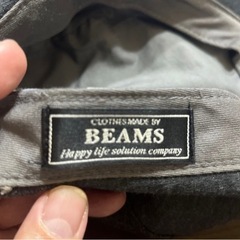 CLOTHES MADE BY
BEAMS
Happy life solution company